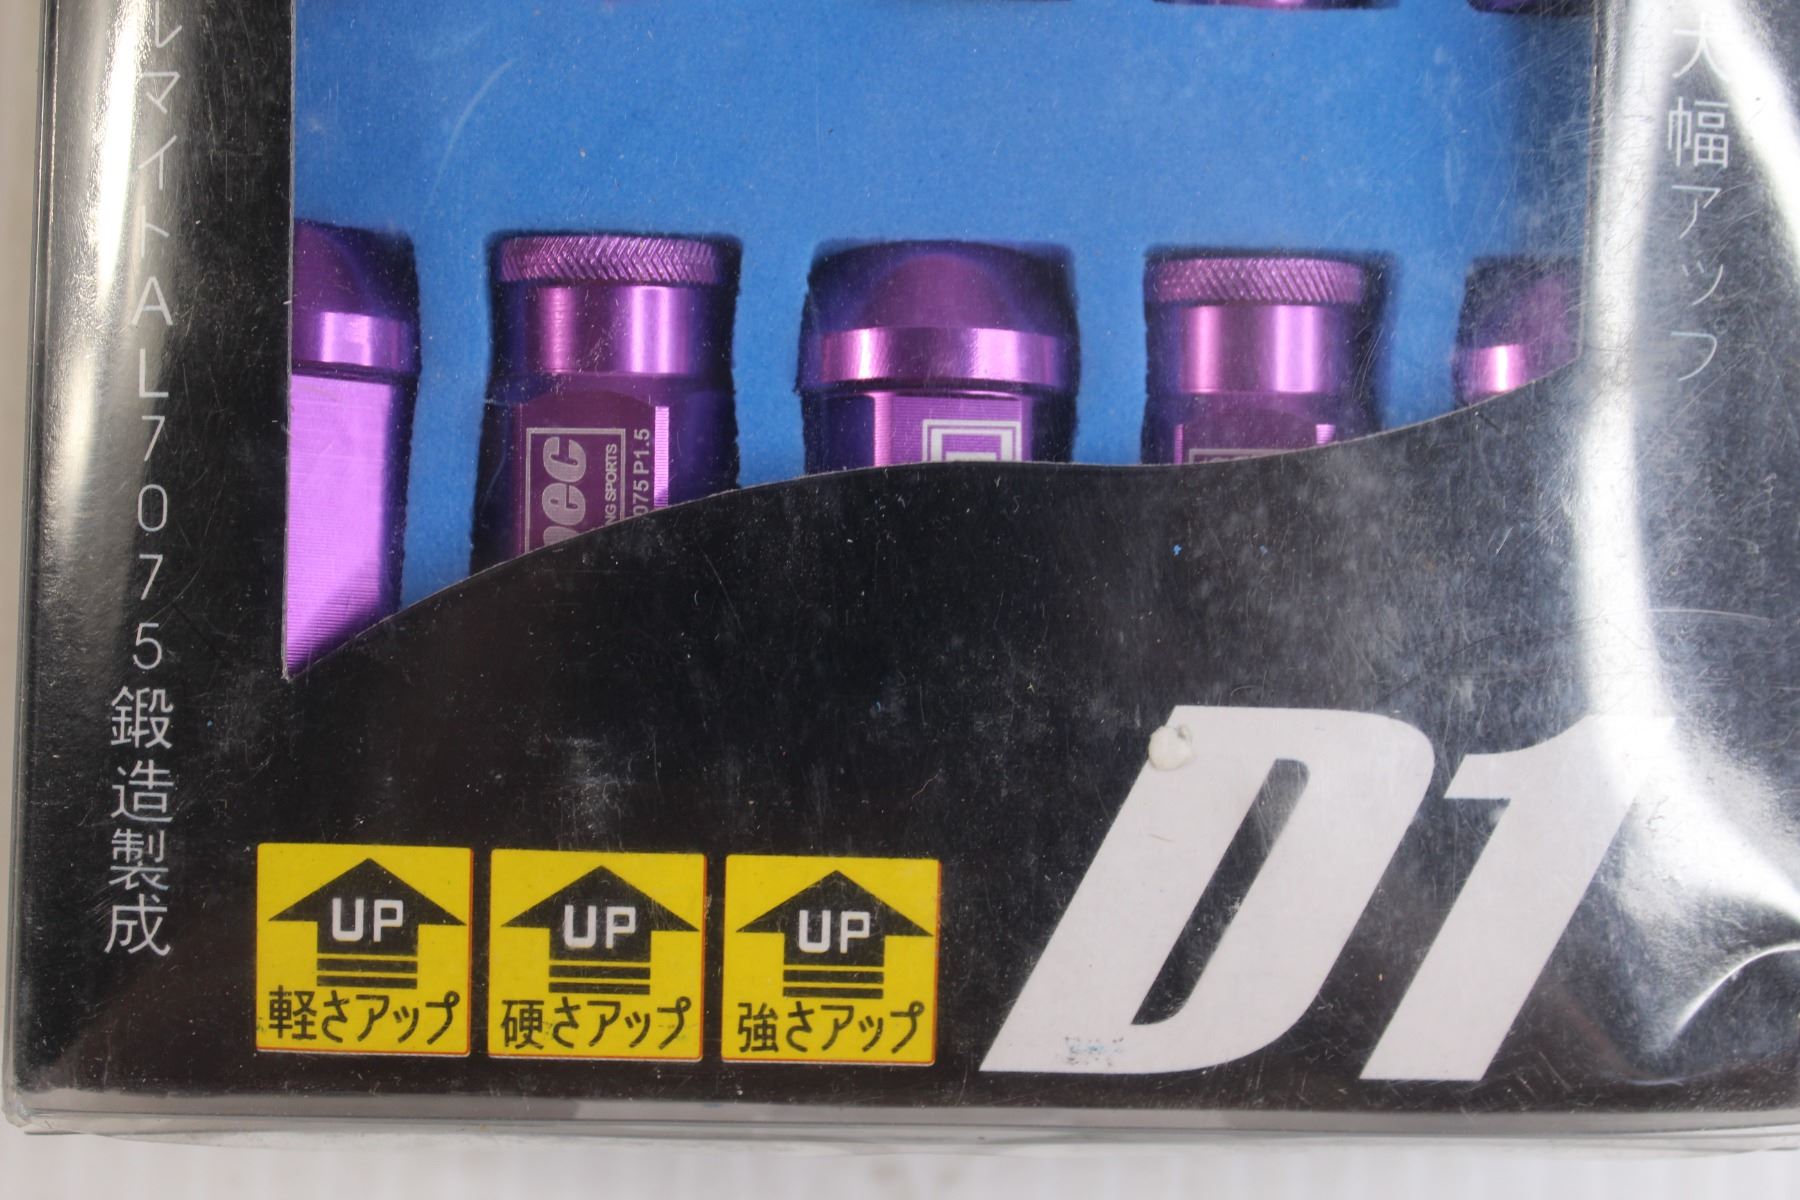 ルマイトAL7075鍛造製成
大幅アップ
pec
NG SPORTS
075 P1.5
UP
軽さアップ
UP
硬さアップ
UP
強さアップ
D1